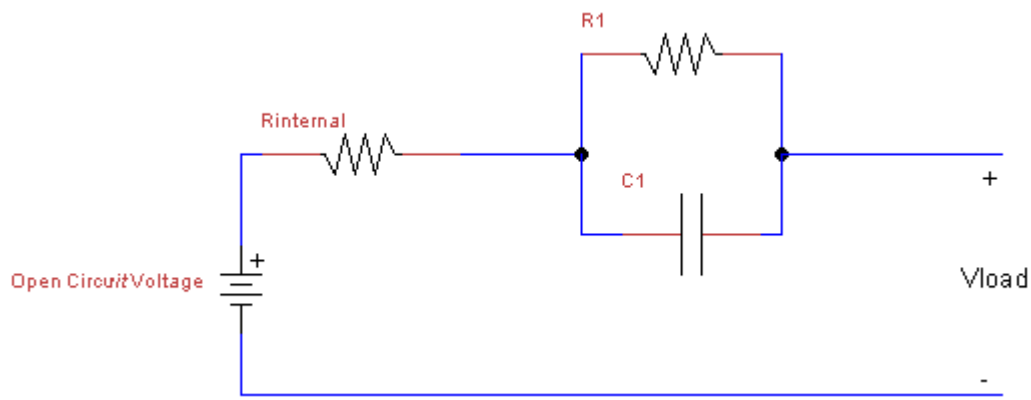 R1
Rinternal
C1
+
+
Open Circuit Voltage
Vload
-